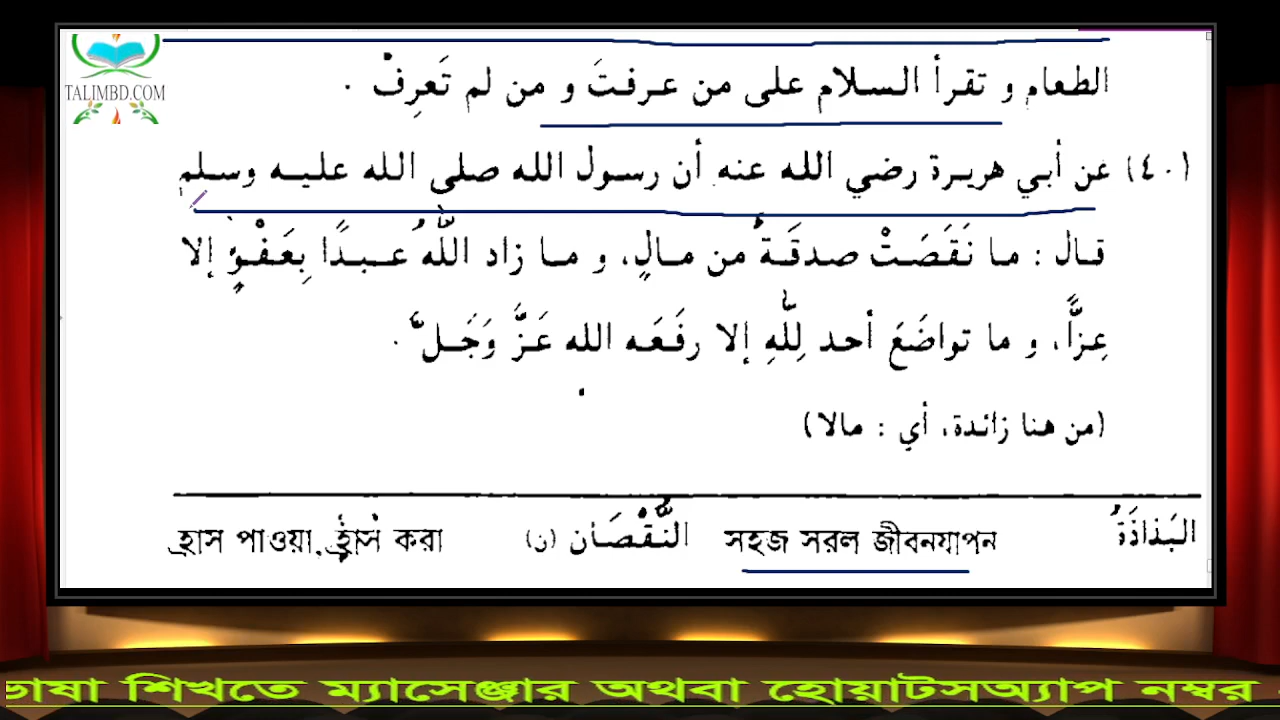 TALIMBD.COM
الطعام و تقرأ السلام على من عرفتَ و من لم تَعرِفْ .
(٤٠) عن أبي هريرة رضي الله عنه أن رسول الله صلى الله عليه وسلم
قال : ما نَقَصَتْ صدقَةٌ من مالٍ، و ما زاد اللّٰهُ عبدًا بِعَفْوٍ إلا
عِزًّا، و ما تواضَعَ أحد لِلّٰهِ إلا رفَعَه الله عَزَّ وَجَلَّ .
(من هنا زائدة، أي : مالا)
البَذاذَةُ সহজ সরল জীবনযাপন النُّقْصَان (ن) হ্রাস পাওয়া, হ্রাস করা
ভাষা শিখতে ম্যাসেঞ্জার অথবা হোয়াটসঅ্যাপ নম্বর